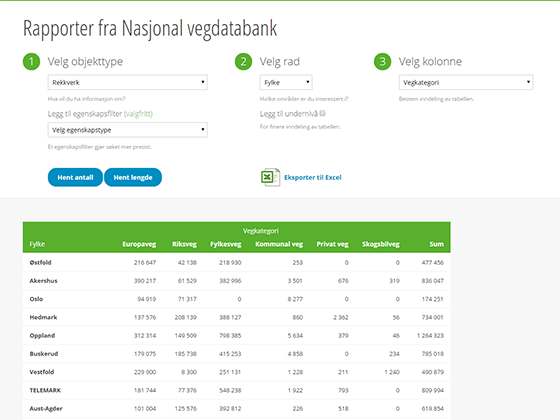 Rapporter fra Nasjonal vegdatabank
1 Velg objekttype
Rekkverk
Hva vil du ha informasjon om?
Legg til egenskapsfilter (valgfritt)
Velg egenskapstype
Et egenskapsfilter gjør søket mer presist.
Hent antall Hent lengde
2 Velg rad
Fylke
Hvilke områder er du interessert i?
Legg til undernivå
For finere inndeling av tabellen.
Eksporter til Excel
3 Velg kolonne
Vegkategori
Bestem inndeling av tabellen.
Vegkategori
Fylke Europaveg Riksveg Fylkesveg Kommunal veg Privat veg Skogsbilveg Sum
Østfold 216 647 42 138 218 930 253 0 0 477 456
Akershus 390 217 61 529 382 996 3 501 676 319 836 047
Oslo 94 919 71 317 0 8 277 0 0 174 251
Hedmark 137 576 208 139 388 127 860 2 362 56 734 001
Oppland 312 314 149 509 798 385 5 634 379 46 1 264 323
Buskerud 179 075 185 738 415 253 4 858 0 234 785 018
Vestfold 229 900 8 300 251 131 1 228 211 1 240 490 879
TELEMARK 181 744 77 376 548 238 1 922 793 0 809 994
Aust-Agder 101 004 125 576 392 812 226 518 0 619 854